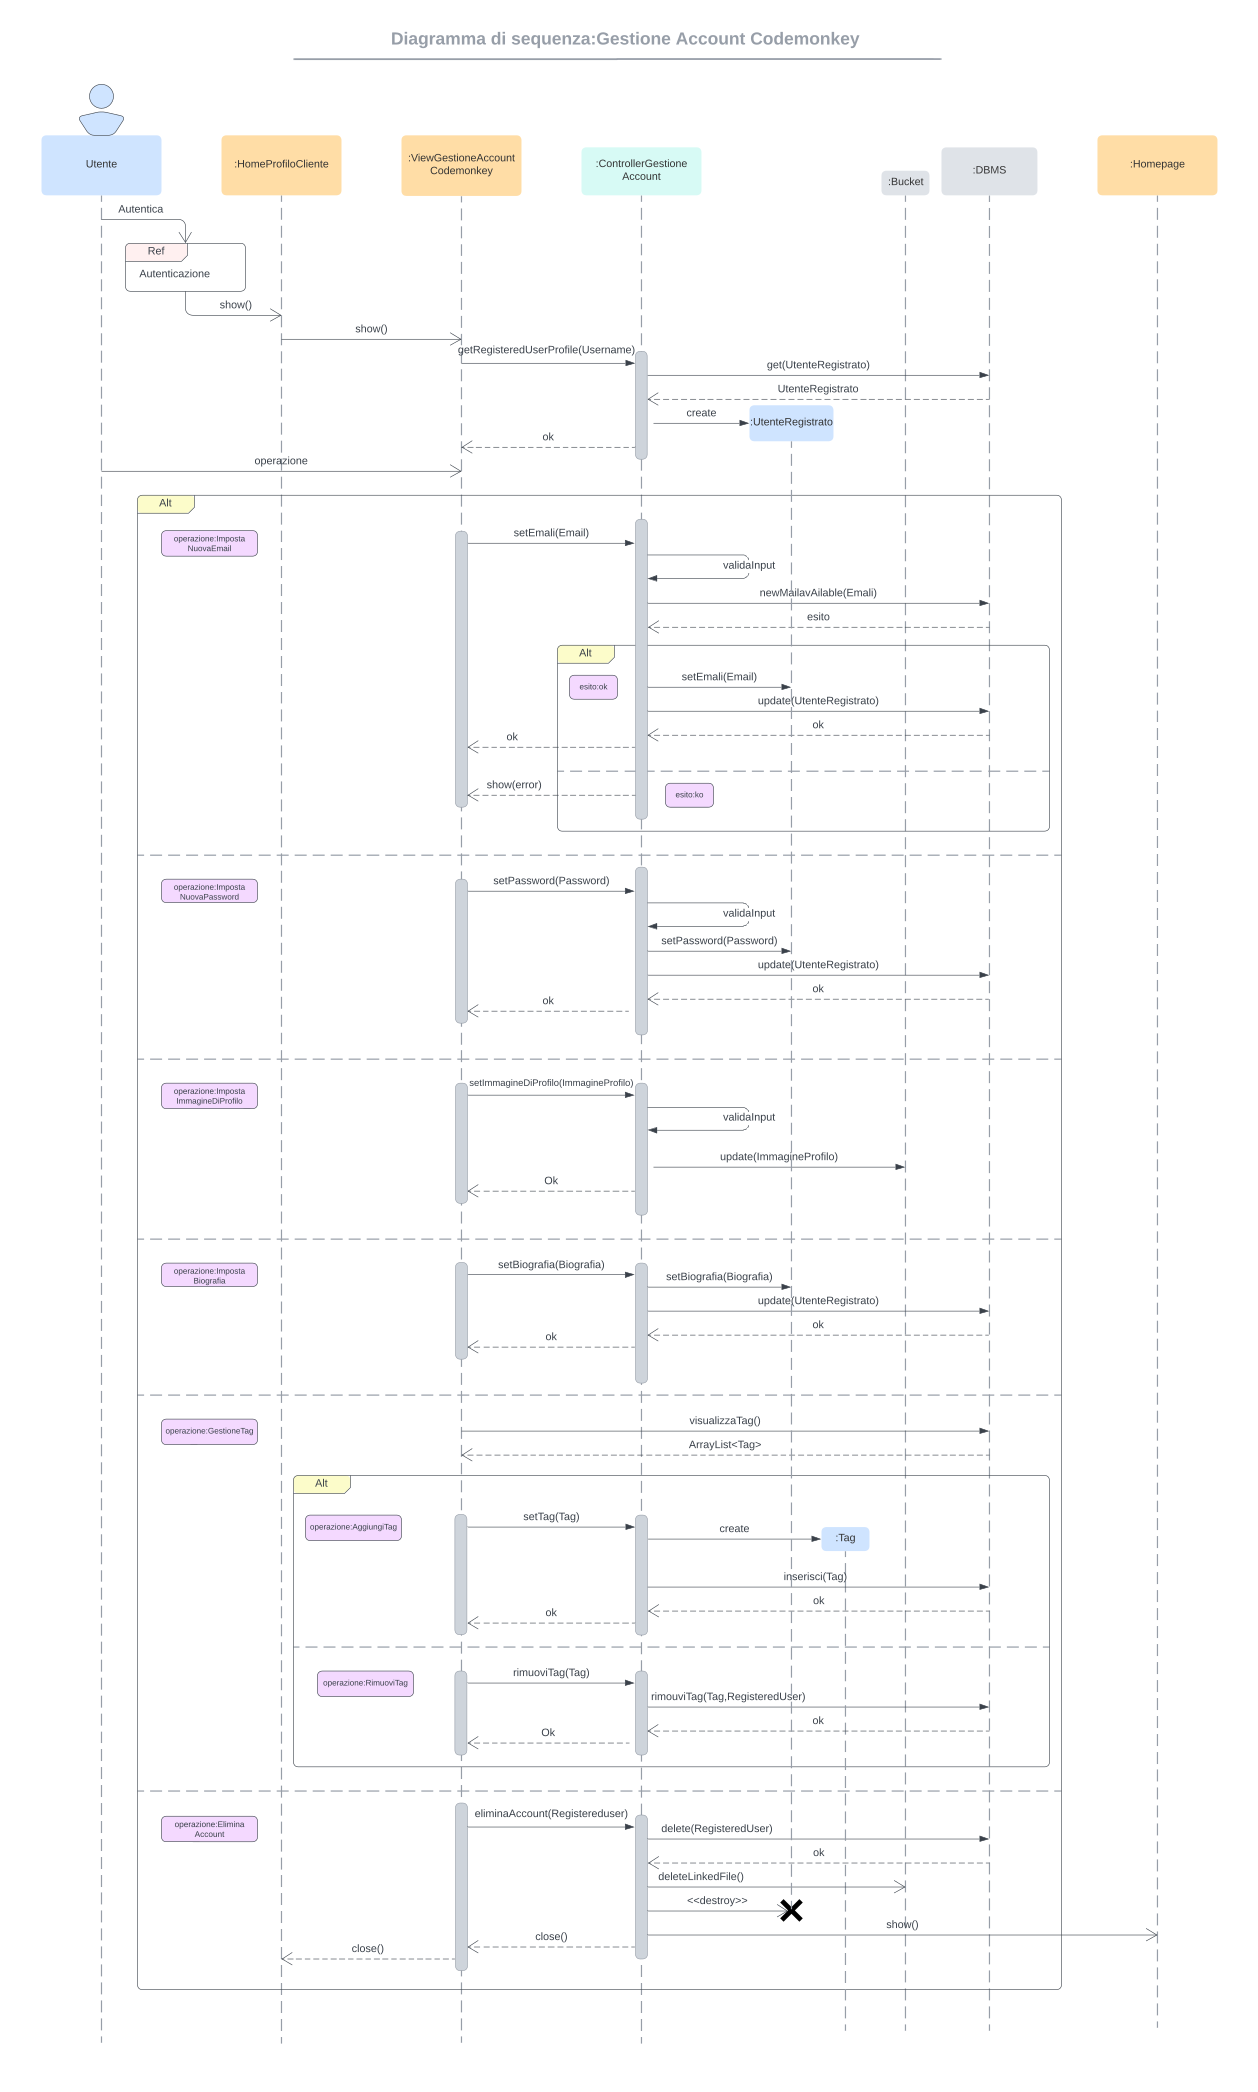 Diagramma di sequenza:Gestione Account Codemonkey
Utente
:HomeProfiloCliente
:ViewGestioneAccount
Codemonkey
:ControllerGestione
Account
:Bucket
:DBMS
:Homepage
Autentica
Ref
Autenticazione
show()
show()
getRegisteredUserProfile(Username)
get(UtenteRegistrato)
UtenteRegistrato
create
:UtenteRegistrato
ok
operazione
Alt
operazione:Imposta
NuovaEmail
setEmali(Email)
validaInput
newMailavAilable(Emali)
esito
Alt
esito:ok
setEmali(Email)
update(UtenteRegistrato)
ok
ok
show(error)
esito:ko
operazione:Imposta
NuovaPassword
setPassword(Password)
validaInput
setPassword(Password)
update(UtenteRegistrato)
ok
ok
operazione:Imposta
ImmagineDiProfilo
setImmagineDiProfilo(ImmagineProfilo)
validaInput
update(ImmagineProfilo)
Ok
operazione:Imposta
Biografia
setBiografia(Biografia)
setBiografia(Biografia)
update(UtenteRegistrato)
ok
ok
operazione:GestioneTag
visualizzaTag()
ArrayList<Tag>
Alt
operazione:AggiungiTag
setTag(Tag)
create
:Tag
inserisci(Tag)
ok
ok
operazione:RimuoviTag
rimuoviTag(Tag)
rimouviTag(Tag,RegisteredUser)
ok
Ok
operazione:Elimina
Account
eliminaAccount(Registereduser)
delete(RegisteredUser)
ok
deleteLinkedFile()
<<destroy>>
show()
close()
close()